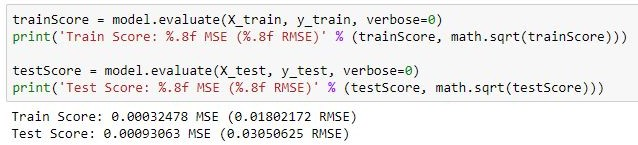 trainScore = model.evaluate(X_train, y_train, verbose=0)
print('Train Score: %.8f MSE (%.8f RMSE)' % (trainScore, math.sqrt(trainScore)))
testScore = model.evaluate(X_test, y_test, verbose=0)
print('Test Score: %.8f MSE (%.8f RMSE)' % (testScore, math.sqrt(testScore)))
Train Score: 0.00032478 MSE (0.01802172 RMSE)
Test Score: 0.00093063 MSE (0.03050625 RMSE)